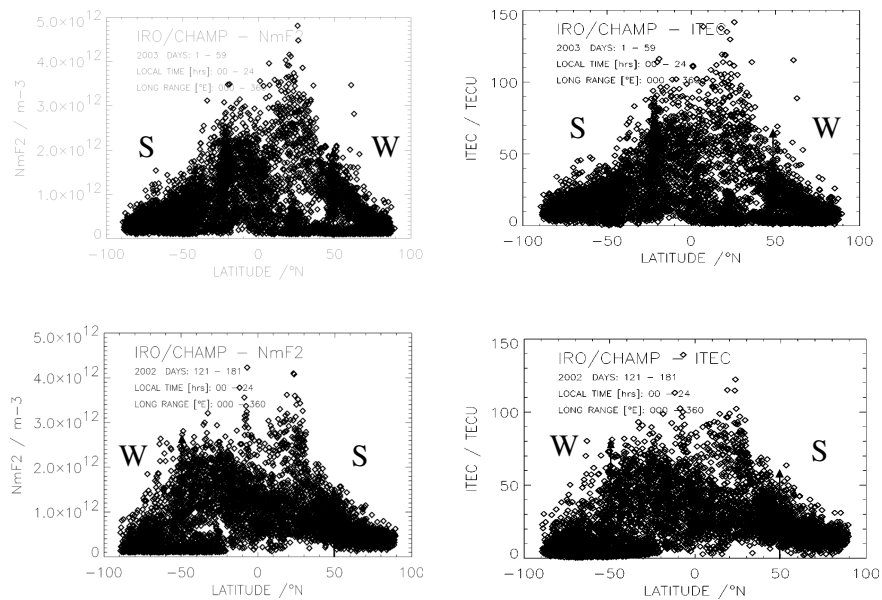 IRO/CHAMP – NmF2
2003 DAYS: 1 – 59
LOCAL TIME [hrs]: 00 – 24
LONG RANGE [°E]: 000 – 360
5.0×10¹²
4.0×10¹²
3.0×10¹²
2.0×10¹²
1.0×10¹²
0
NmF2 / m-3
S
W
−100
−50
0
50
100
LATITUDE /°N
IRO/CHAMP – ITEC
2003 DAYS: 1 – 59
LOCAL TIME [hrs]: 00 – 24
LONG RANGE [°E]: 000 – 360
150
100
50
0
ITEC / TECU
S
W
−100
−50
0
50
100
LATITUDE /°N
IRO/CHAMP – NmF2
2002 DAYS: 121 – 181
LOCAL TIME [hrs]: 00 – 24
LONG RANGE [°E]: 000 – 360
5.0×10¹²
4.0×10¹²
3.0×10¹²
2.0×10¹²
1.0×10¹²
0
NmF2 / m-3
W
S
−100
−50
0
50
100
LATITUDE /°N
IRO/CHAMP – ITEC
2002 DAYS: 121 – 181
LOCAL TIME [hrs]: 00 – 24
LONG RANGE [°E]: 000 – 360
150
100
50
0
ITEC / TECU
W
S
−100
−50
0
50
100
LATITUDE /°N